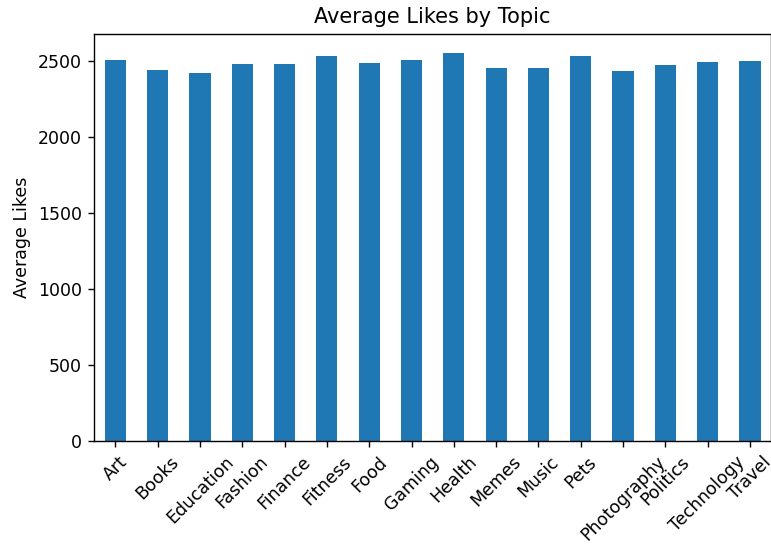 Average Likes by Topic
Average Likes
2500
2000
1500
1000
500
0
Art
Books
Education
Fashion
Finance
Fitness
Food
Gaming
Health
Memes
Music
Pets
Photography
Politics
Technology
Travel